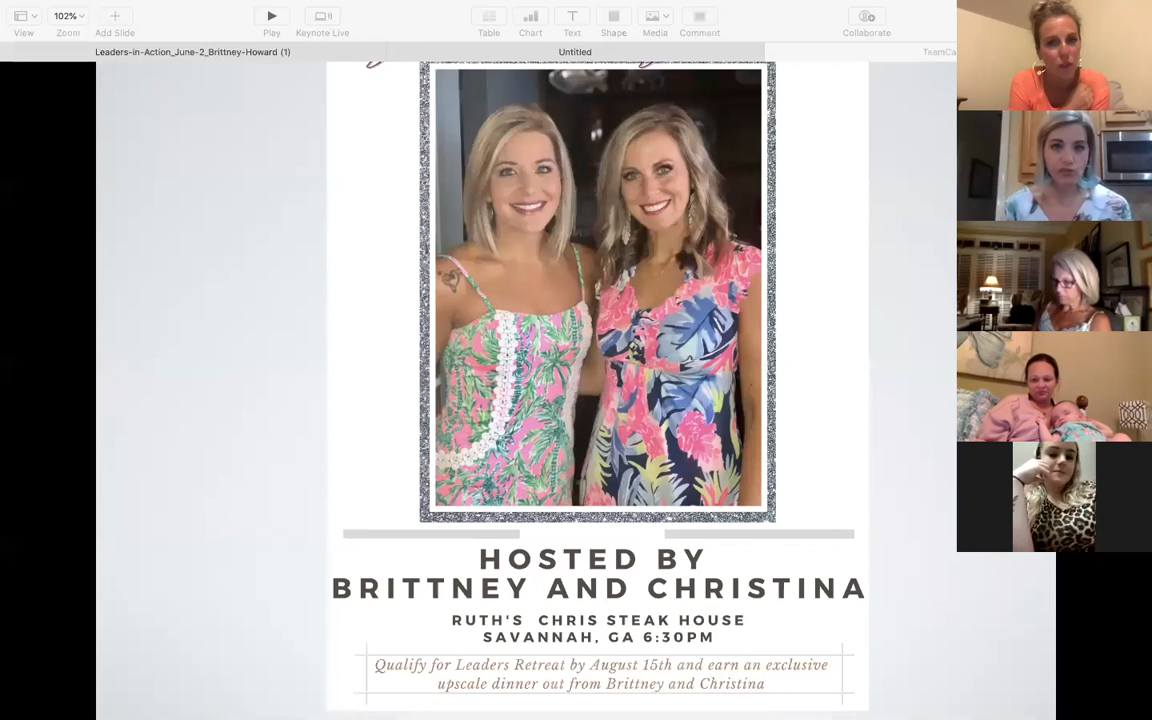 102%
View
Zoom
Add Slide
Play
Keynote Live
Table
Chart
Text
Shape
Media
Comment
Collaborate
Leaders-in-Action_June-2_Brittney-Howard (1)
Untitled
TeamCa
HOSTED BY
BRITTNEY AND CHRISTINA
RUTH'S CHRIS STEAK HOUSE
SAVANNAH, GA 6:30PM
Qualify for Leaders Retreat by August 15th and earn an exclusive
upscale dinner out from Brittney and Christina